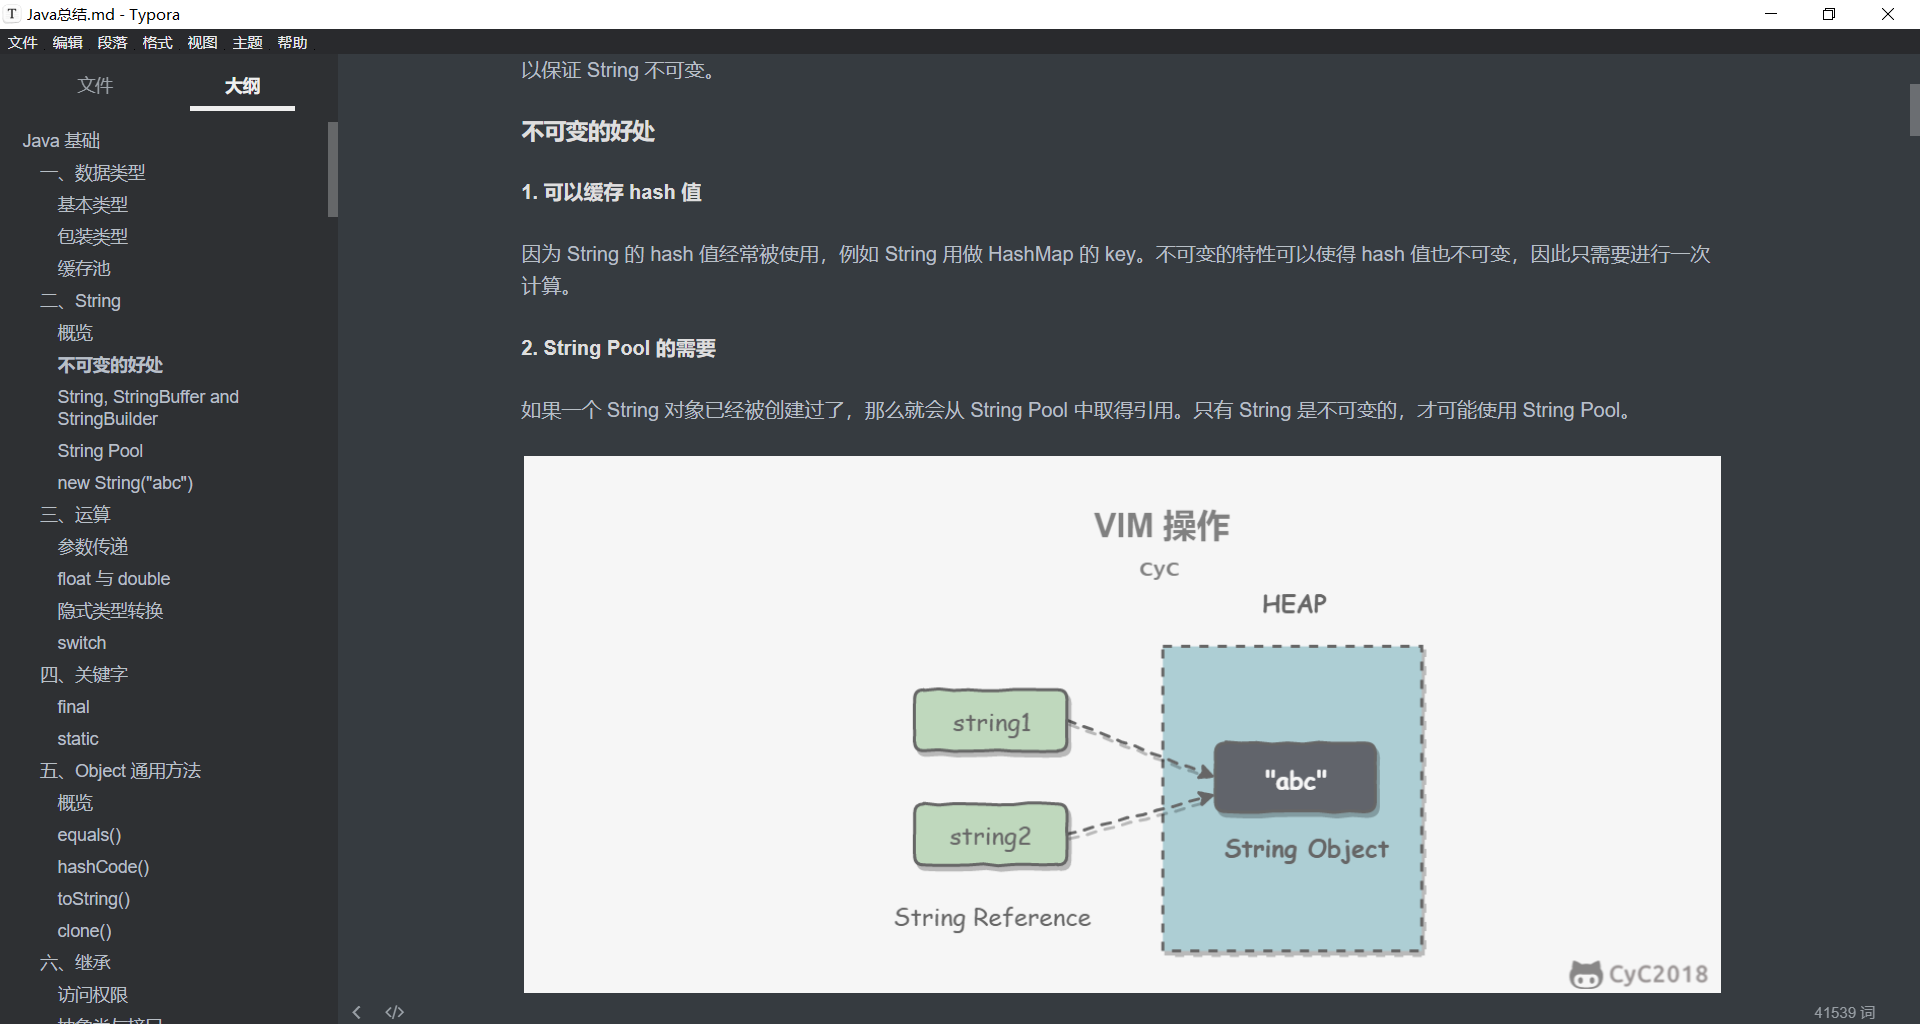 Java总结.md - Typora
文件 编辑 段落 格式 视图 主题 帮助
文件 大纲
Java 基础
一、数据类型
基本类型
包装类型
缓存池
二、String
概览
不可变的好处
String, StringBuffer and
StringBuilder
String Pool
new String("abc")
三、运算
参数传递
float 与 double
隐式类型转换
switch
四、关键字
final
static
五、Object 通用方法
概览
equals()
hashCode()
toString()
clone()
六、继承
访问权限
抽象类与接口
以保证 String 不可变。
不可变的好处
1. 可以缓存 hash 值
因为 String 的 hash 值经常被使用，例如 String 用做 HashMap 的 key。不可变的特性可以使得 hash 值也不可变，因此只需要进行一次
计算。
2. String Pool 的需要
如果一个 String 对象已经被创建过了，那么就会从 String Pool 中取得引用。只有 String 是不可变的，才可能使用 String Pool。
VIM 操作
CyC
HEAP
string1
"abc"
string2
String Object
String Reference
CyC2018
41539 词